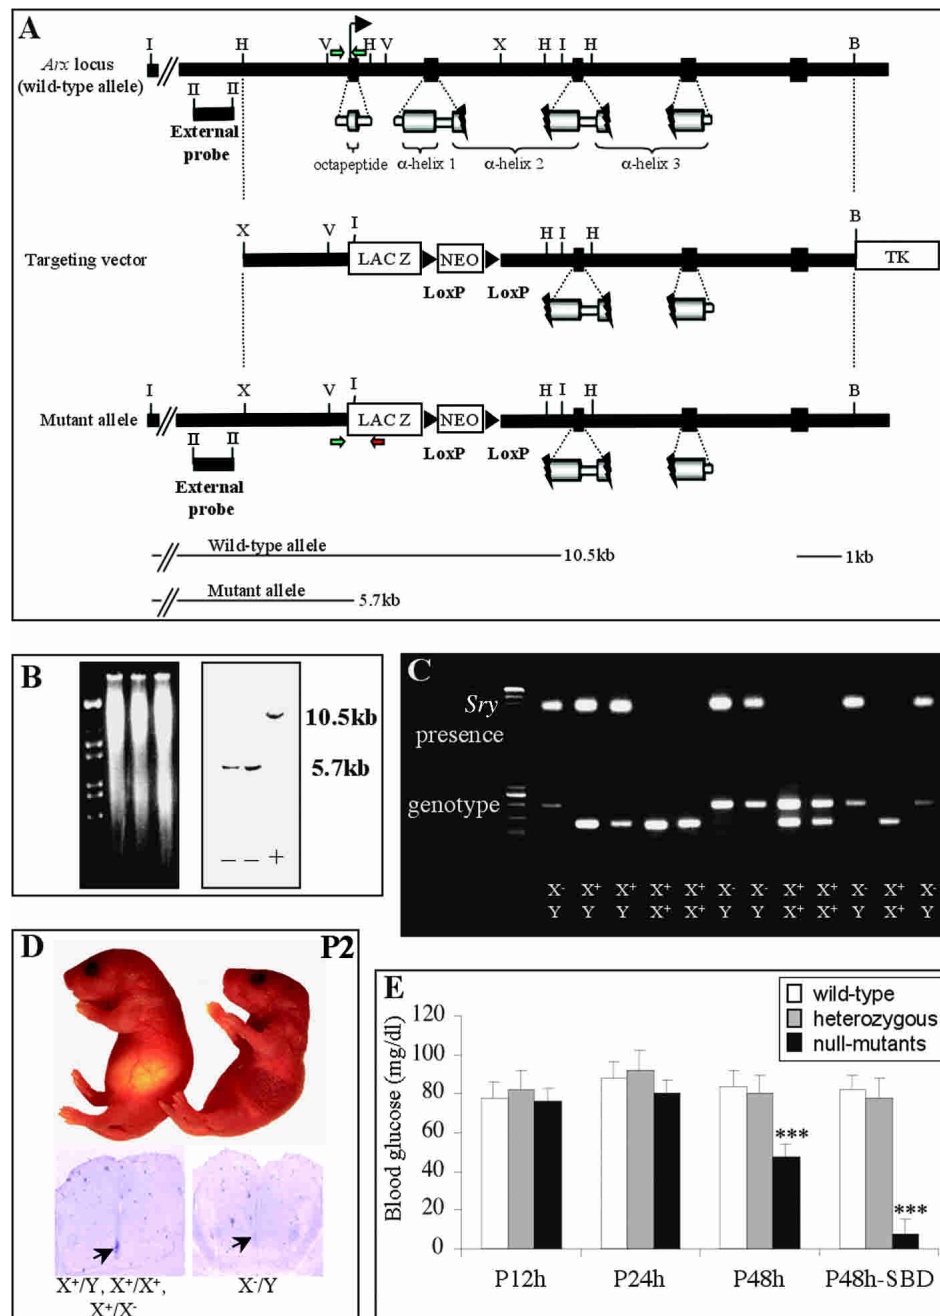 A
I H V H V X H I H B
Arx locus
(wild-type allele)
II II
External
probe
octapeptide α-helix 1 α-helix 2 α-helix 3
X V I H I H B
Targeting vector
LAC Z NEO TK
LoxP LoxP
I X V I H I H B
Mutant allele
LAC Z NEO
II II
LoxP LoxP
External
probe
Wild-type allele 10.5kb 1kb
Mutant allele 5.7kb
B
10.5kb
5.7kb
– – +
C
Sry
presence
genotype
X- X+ X+ X+ X+ X- X- X+ X+ X- X+ X-
Y Y Y X+ X+ Y Y X+ X+ Y X+ Y
D P2
X+/Y, X+/X+,
X+/X-
X-/Y
E
wild-type
heterozygous
null-mutants
Blood glucose (mg/dl)
120
100
80
60
40
20
0
***
***
P12h P24h P48h P48h-SBD